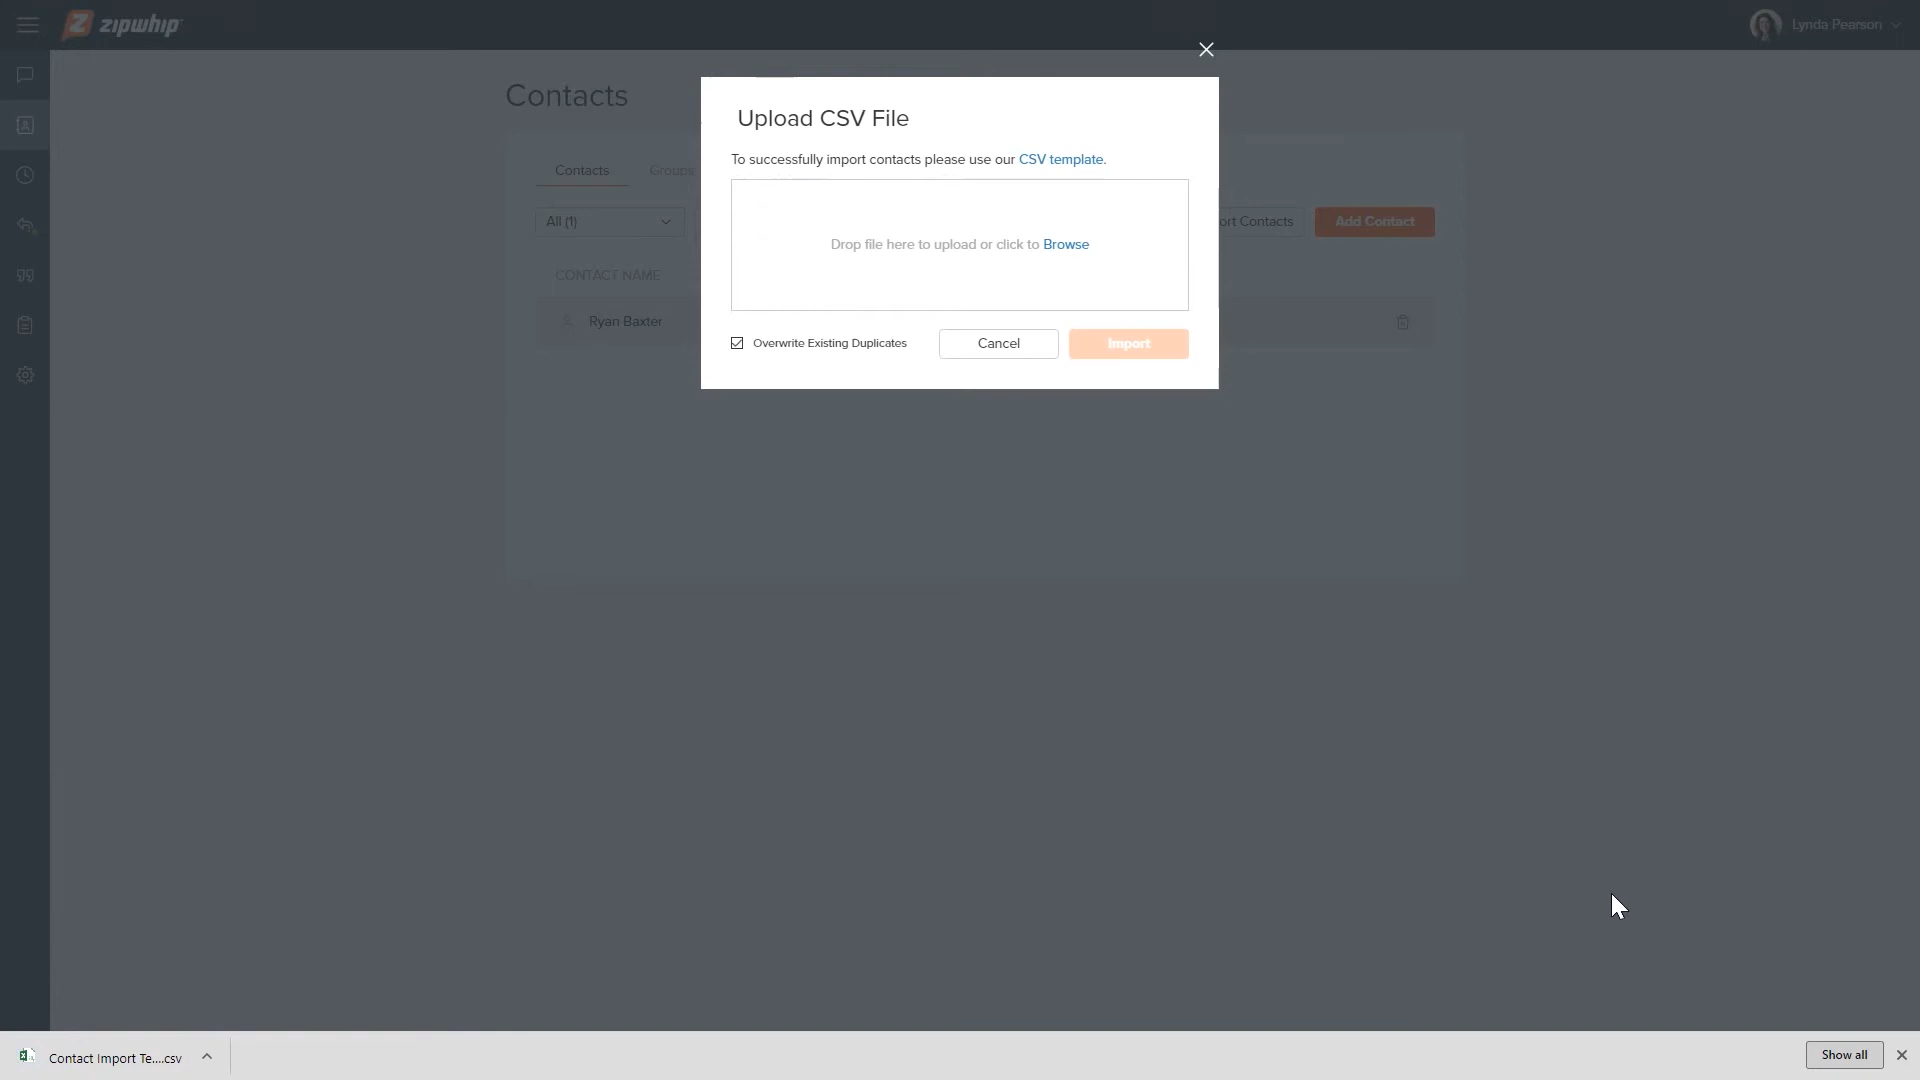 zipwhip
Lynda Pearson
Contacts
Upload CSV File
To successfully import contacts please use our CSV template.
Contacts Groups
All (1)
Drop file here to upload or click to Browse
ort Contacts
Add Contact
CONTACT NAME
Ryan Baxter
Overwrite Existing Duplicates
Cancel
Import
Contact Import Te....csv
Show all